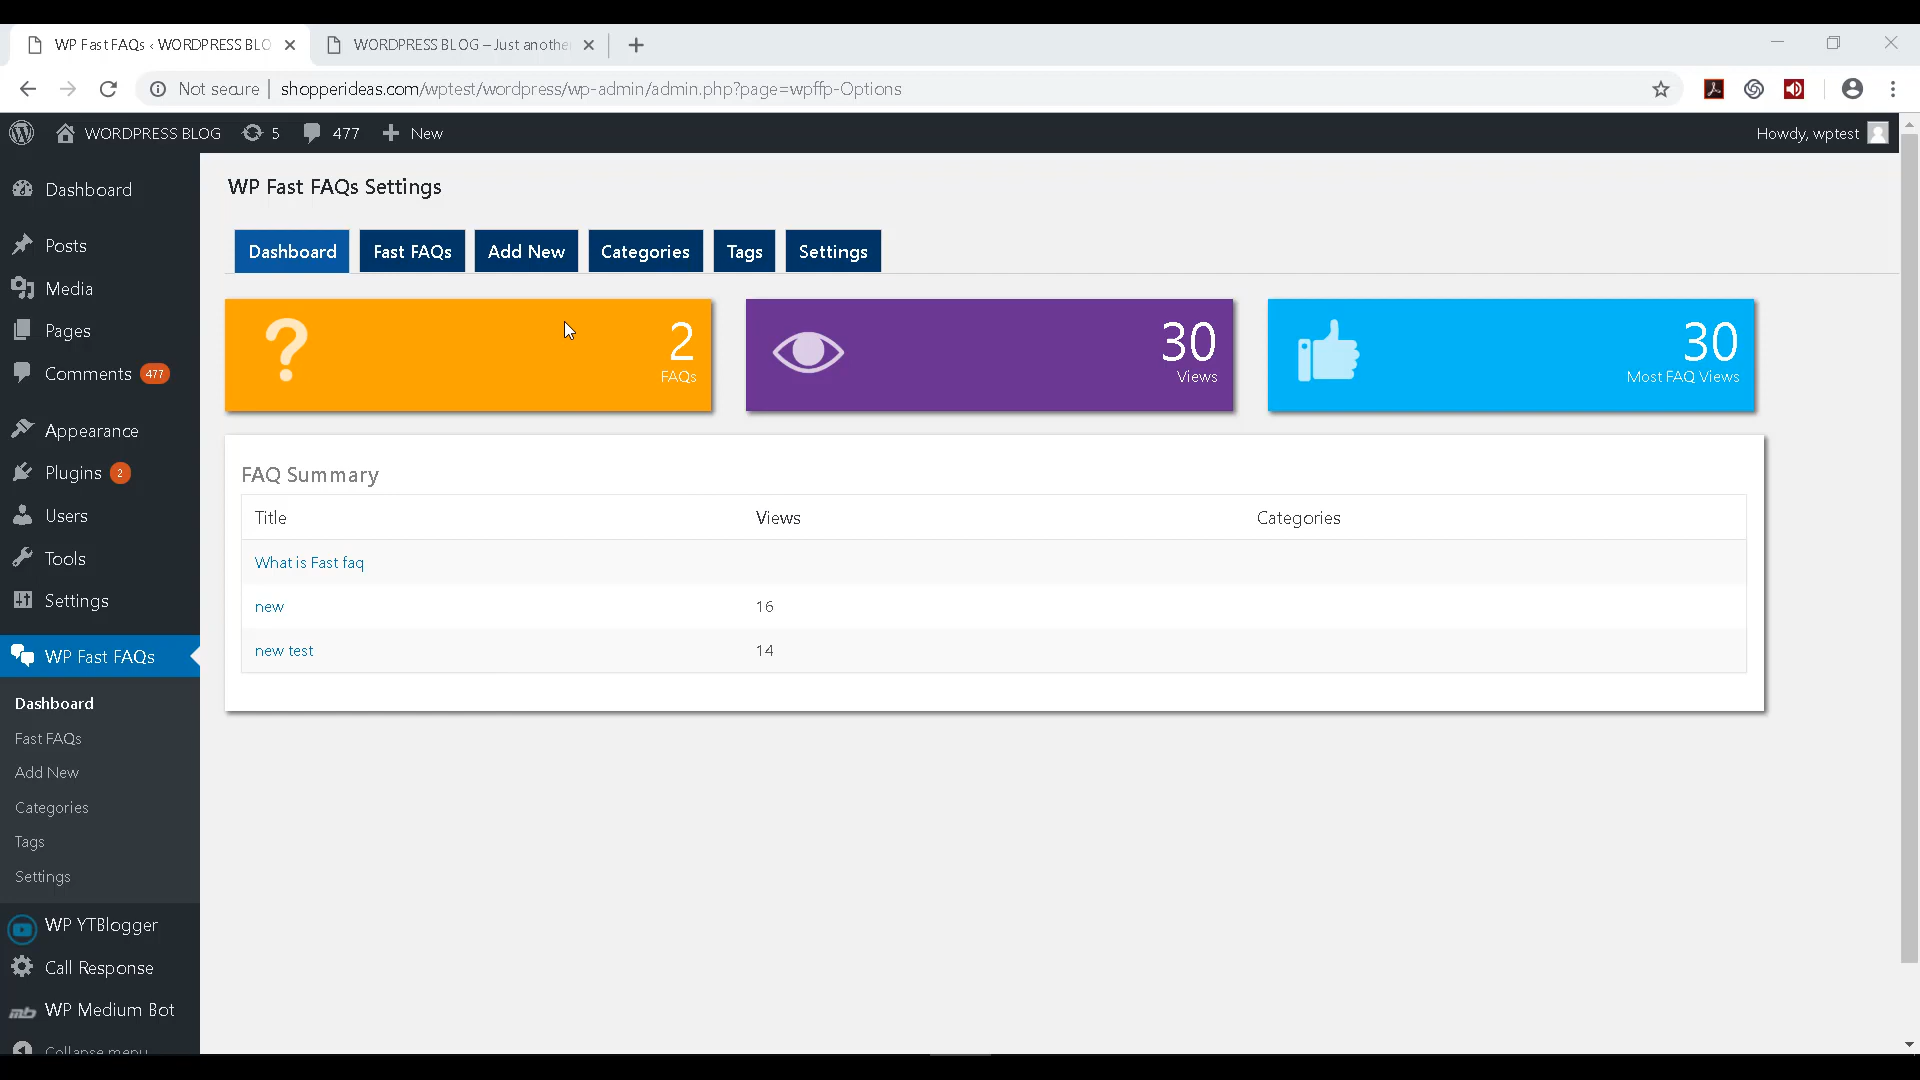 WP Fast FAQs ‹ WORDPRESS BLO
WORDPRESS BLOG – Just anothe
Not secure | shopperideas.com/wptest/wordpress/wp-admin/admin.php?page=wpffp-Options
WORDPRESS BLOG 5 477 New
Howdy, wptest
Dashboard
Posts
Media
Pages
Comments 477
Appearance
Plugins 2
Users
Tools
Settings
WP Fast FAQs
Dashboard
Fast FAQs
Add New
Categories
Tags
Settings
WP YTBlogger
Call Response
mb WP Medium Bot
Collapse menu
WP Fast FAQs Settings
Dashboard Fast FAQs Add New Categories Tags Settings
2
FAQs
30
Views
30
Most FAQ Views
FAQ Summary
Title Views Categories
What is Fast faq
new 16
new test 14